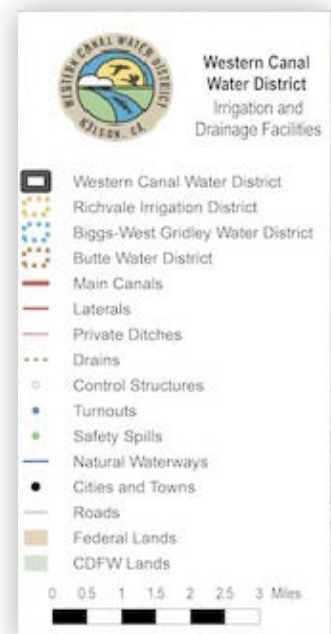 WESTERN CANAL WATER DISTRICT
NELSON, CA
Western Canal
Water District
Irrigation and
Drainage Facilities
Western Canal Water District
Richvale Irrigation District
Biggs-West Gridley Water District
Butte Water District
Main Canals
Laterals
Private Ditches
Drains
Control Structures
Turnouts
Safety Spills
Natural Waterways
Cities and Towns
Roads
Federal Lands
CDFW Lands
0 0.5 1 1.5 2 2.5 3 Miles